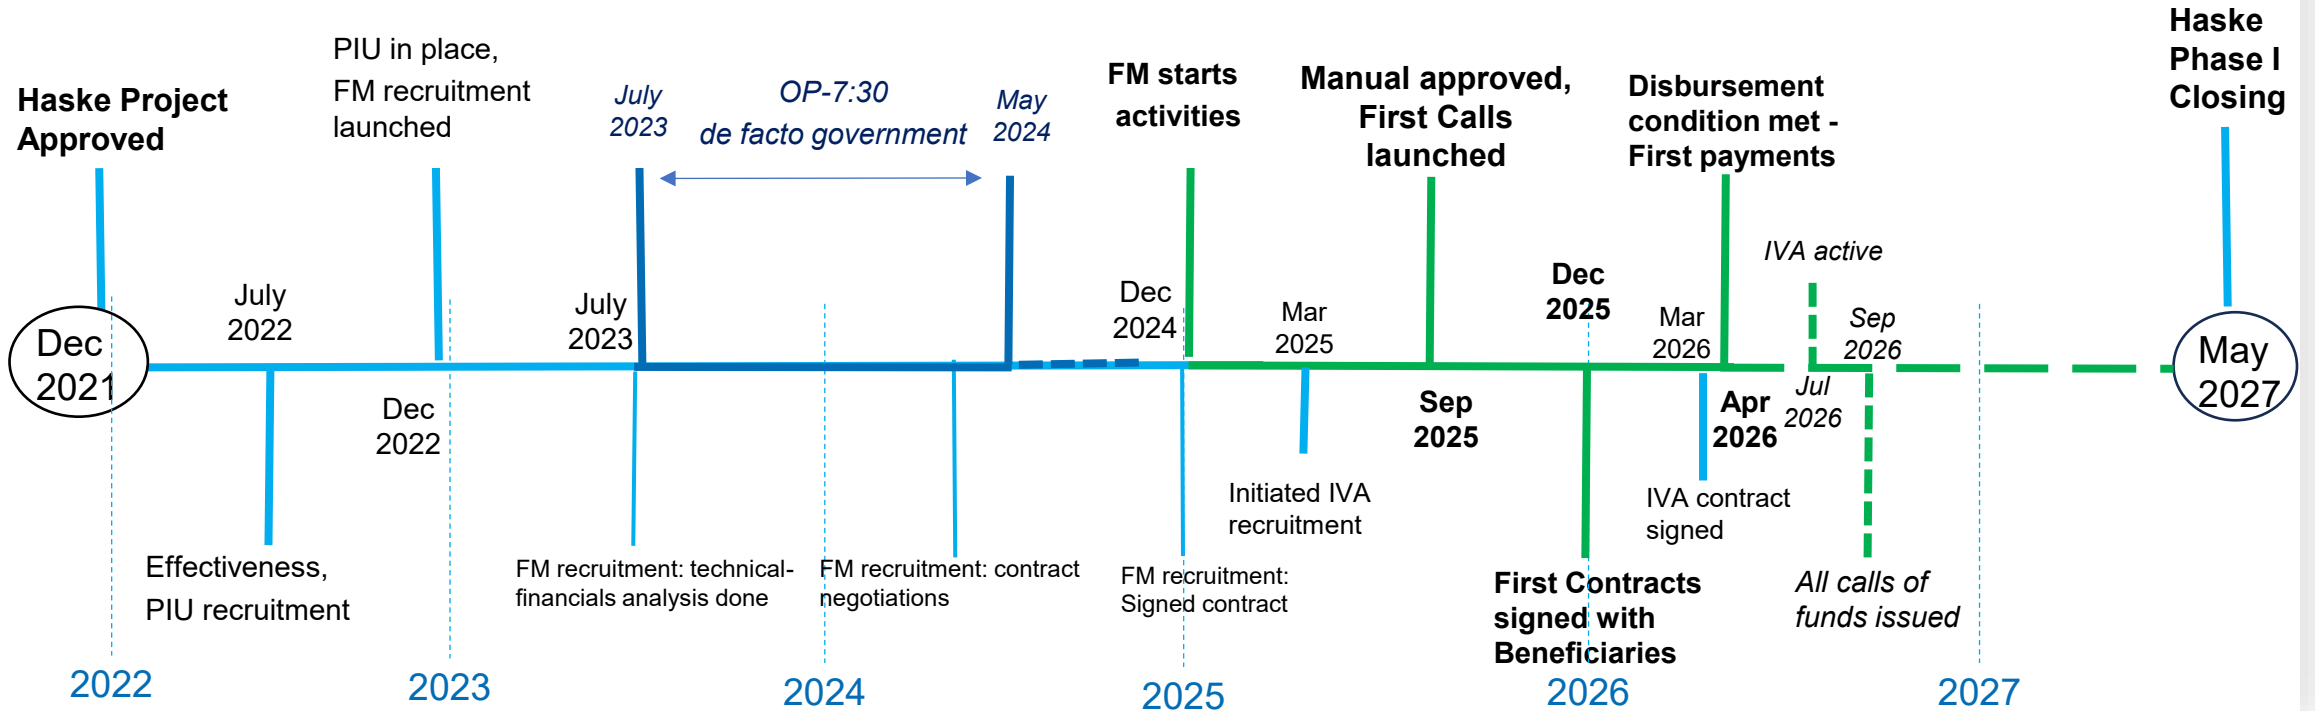 Haske Project
Approved
PIU in place,
FM recruitment
launched
July
2023
OP-7:30
de facto government
May
2024
FM starts
activities
Manual approved,
First Calls
launched
Disbursement
condition met -
First payments
Haske
Phase I
Closing
Dec
2021
July
2022
Dec
2022
July
2023
Dec
2024
Mar
2025
Sep
2025
Dec
2025
Mar
2026
Apr
2026
IVA active
Jul
2026
Sep
2026
May
2027
Effectiveness,
PIU recruitment
FM recruitment: technical-
financials analysis done
FM recruitment: contract
negotiations
FM recruitment:
Signed contract
Initiated IVA
recruitment
First Contracts
signed with
Beneficiaries
IVA contract
signed
All calls of
funds issued
2022
2023
2024
2025
2026
2027